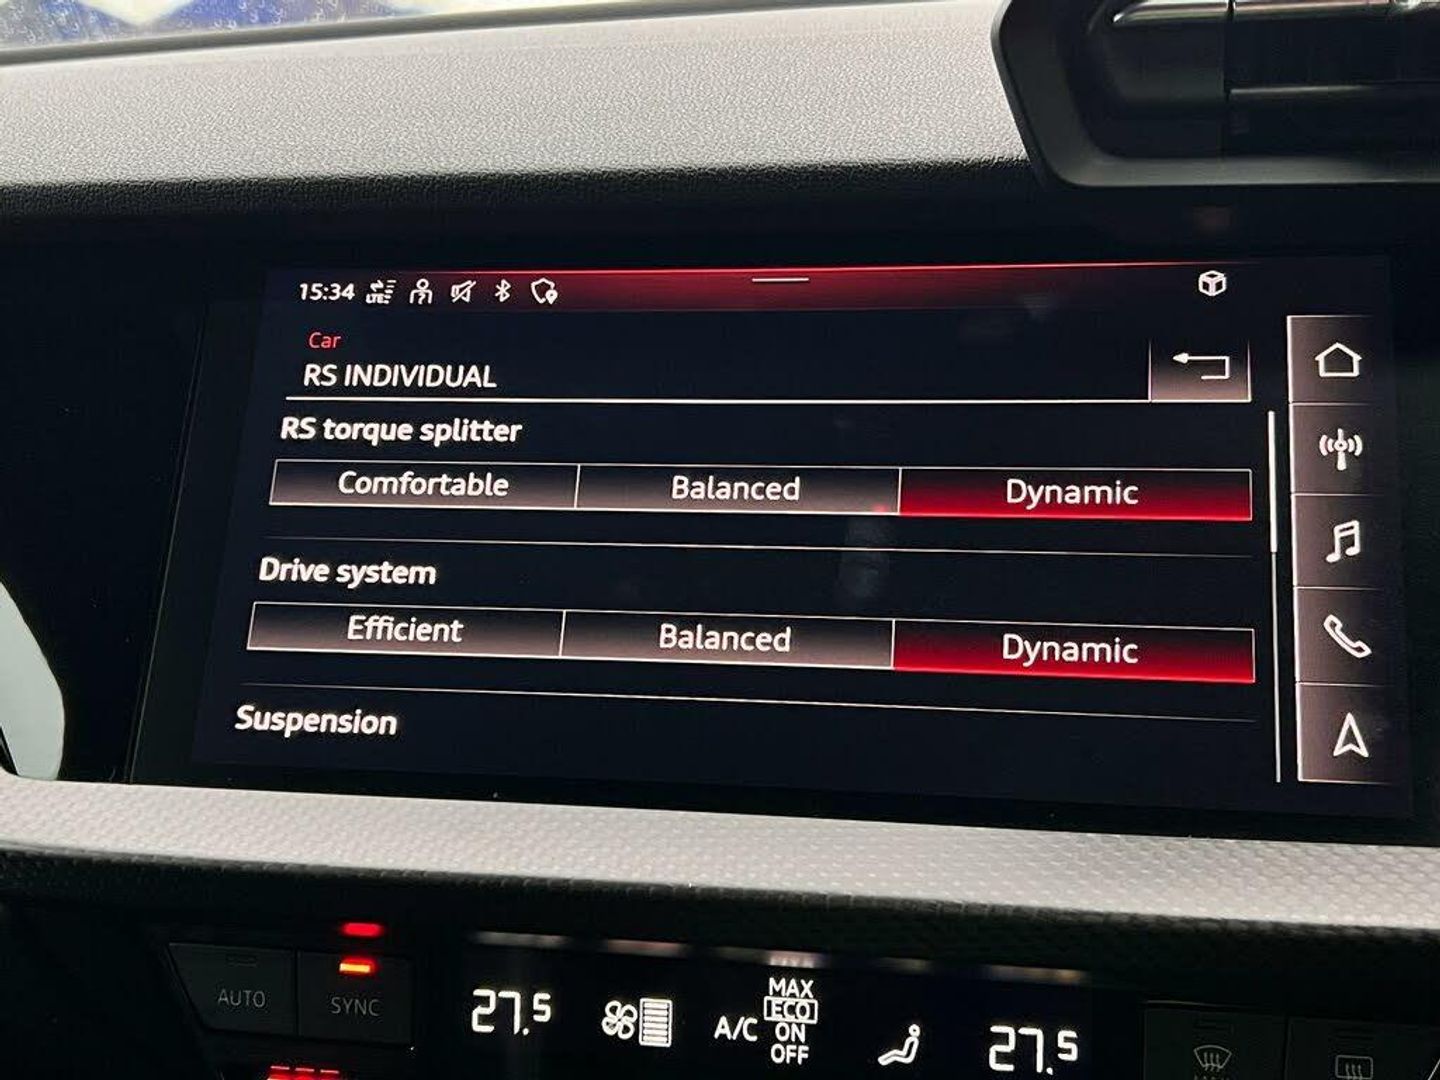 15:34 LTE
Car
RS INDIVIDUAL
RS torque splitter
Comfortable Balanced Dynamic
Drive system
Efficient Balanced Dynamic
Suspension
AUTO SYNC 27.5 A/C MAX 27.5
ECO
ON
OFF